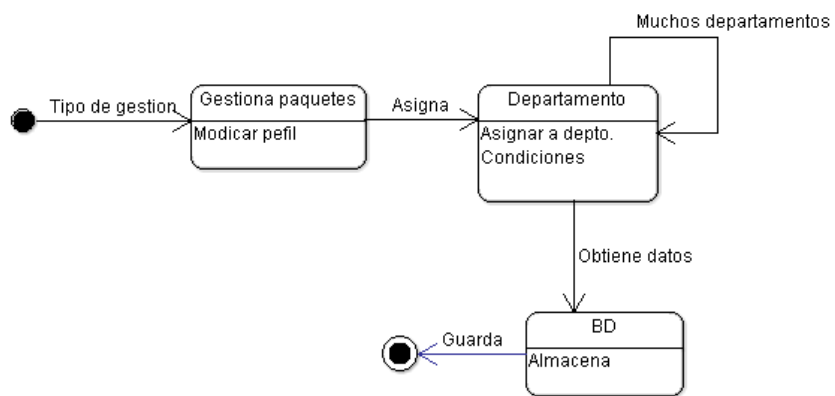 Muchos departamentos
Tipo de gestion
Gestiona paquetes
Modicar pefil
Asigna
Departamento
Asignar a depto.
Condiciones
Obtiene datos
BD
Almacena
Guarda